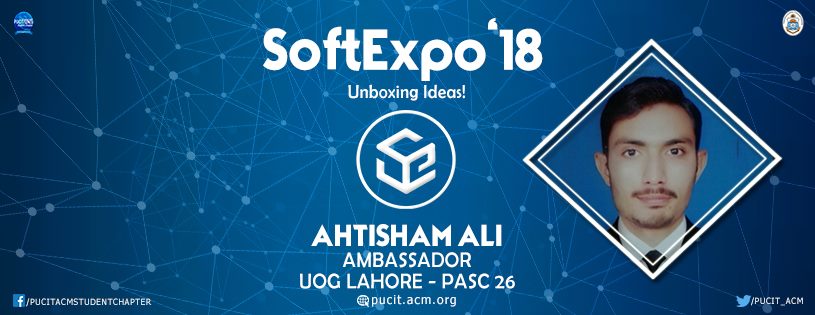 SoftExpo '18
Unboxing Ideas!
AHTISHAM ALI
AMBASSADOR
UOG LAHORE - PASC 26
pucit.acm.org
/PUCITACMSTUDENTCHAPTER
/PUCIT_ACM